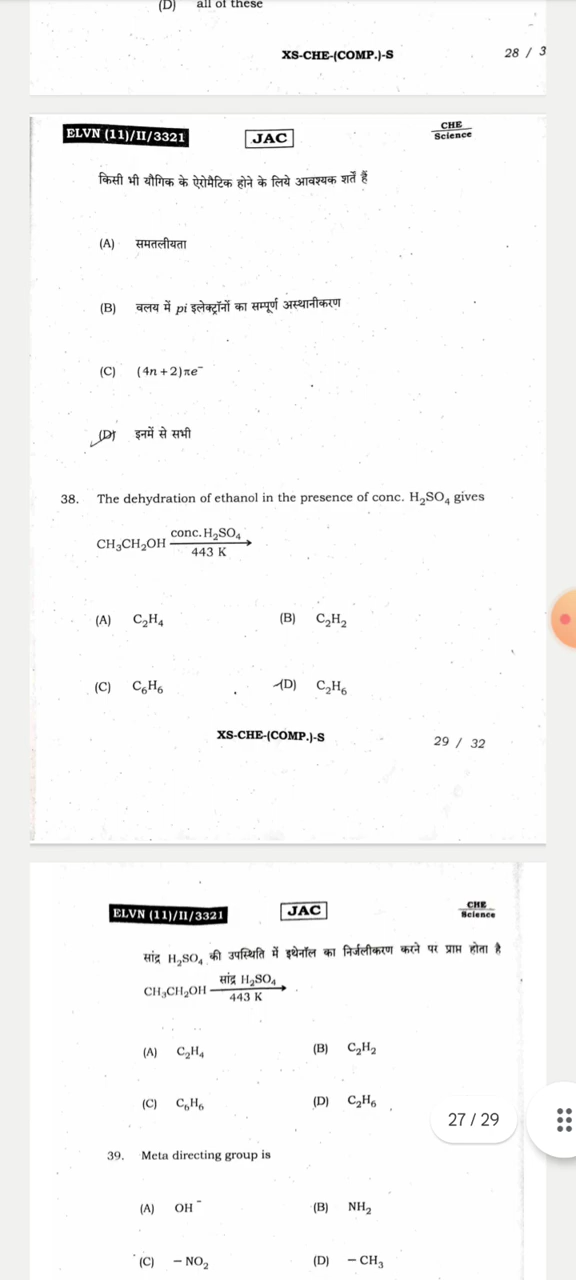 (D) all of these
XS-CHE-(COMP.)-S 28 / 3
ELVN (11)/II/3321 JAC CHE
Science
किसी भी यौगिक के ऐरोमैटिक होने के लिये आवश्यक शर्तें हैं
(A) समतलीयता
(B) वलय में pi इलेक्ट्रॉनों का सम्पूर्ण अस्थानीकरण
(C) (4n + 2)πe⁻
(D) इनमें से सभी
38. The dehydration of ethanol in the presence of conc. H₂SO₄ gives
conc. H₂SO₄
CH₃CH₂OH ⟶
443 K
(A) C₂H₄ (B) C₂H₂
(C) C₆H₆ (D) C₂H₆
XS-CHE-(COMP.)-S
29 / 32
ELVN (11)/II/3321 JAC CHE
Science
सांद्र H₂SO₄ की उपस्थिति में इथेनॉल का निर्जलीकरण करने पर प्राप्त होता है
सांद्र H₂SO₄
CH₃CH₂OH ⟶
443 K
(A) C₂H₄ (B) C₂H₂
(C) C₆H₆ (D) C₂H₆
27 / 29
39. Meta directing group is
(A) OH⁻ (B) NH₂
(C) – NO₂ (D) – CH₃